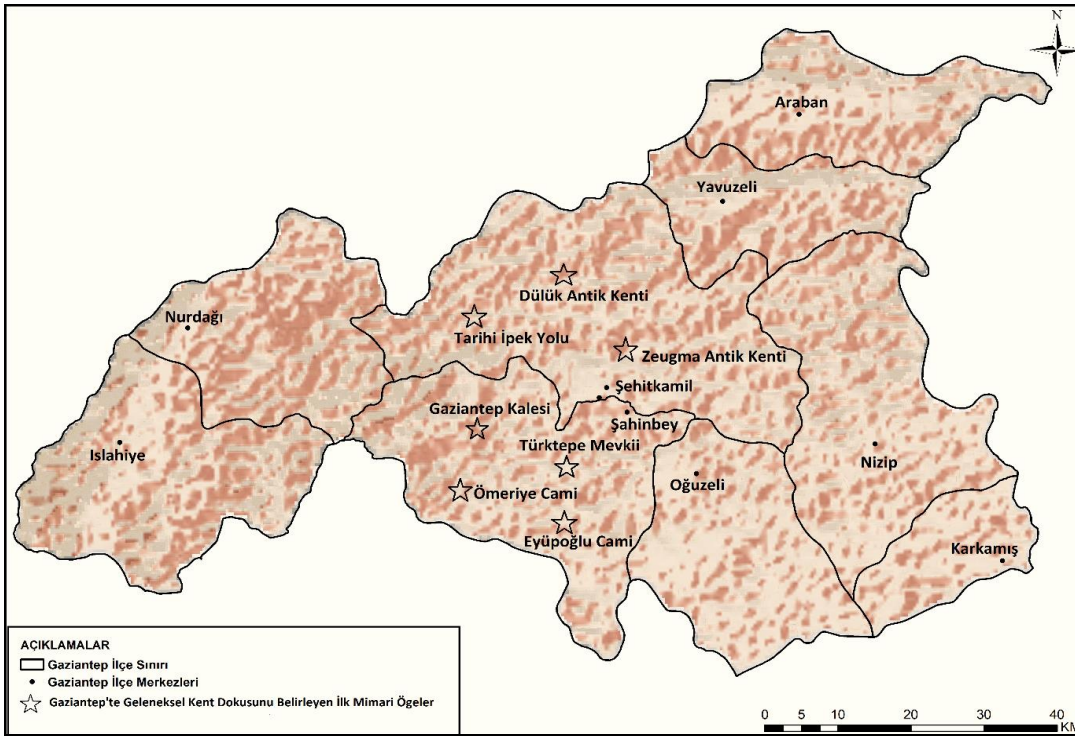 N
Araban
Yavuzeli
Dülük Antik Kenti
Nurdağı
Tarihi İpek Yolu
Zeugma Antik Kenti
Şehitkamil
Gaziantep Kalesi
Şahinbey
Türktepe Mevkii
Islahiye
Nizip
Oğuzeli
Ömeriye Cami
Eyüpoğlu Cami
Karkamış
AÇIKLAMALAR
Gaziantep İlçe Sınırı
Gaziantep İlçe Merkezleri
Gaziantep'te Geleneksel Kent Dokusunu Belirleyen İlk Mimari Ögeler
0 5 10 20 30 40
KM